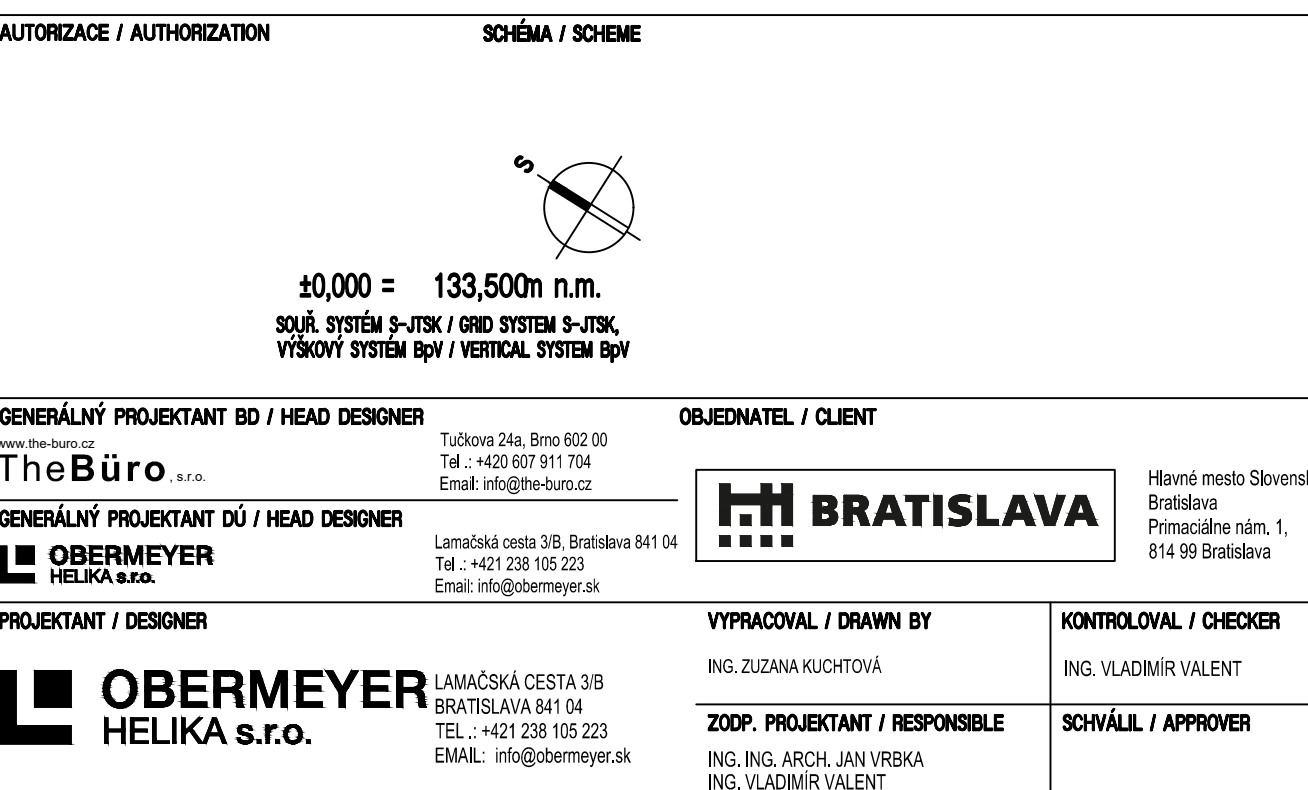 AUTORIZACE / AUTHORIZATION
SCHÉMA / SCHEME
S
±0,000 = 133,500m n.m.
SOUŘ. SYSTÉM S-JTSK / GRID SYSTEM S-JTSK,
VÝŠKOVÝ SYSTÉM BpV / VERTICAL SYSTEM BpV
GENERÁLNÝ PROJEKTANT BD / HEAD DESIGNER
www.the-buro.cz
TheBüro, s.r.o.
Tučkova 24a, Brno 602 00
Tel .: +420 607 911 704
Email: info@the-buro.cz
GENERÁLNÝ PROJEKTANT DÚ / HEAD DESIGNER
OBERMEYER
HELIKA s.r.o.
Lamačská cesta 3/B, Bratislava 841 04
Tel .: +421 238 105 223
Email: info@obermeyer.sk
OBJEDNATEL / CLIENT
BRATISLAVA
Hlavné mesto Slovensk
Bratislava
Primaciálne nám. 1,
814 99 Bratislava
PROJEKTANT / DESIGNER
OBERMEYER
HELIKA s.r.o.
LAMAČSKÁ CESTA 3/B
BRATISLAVA 841 04
TEL .: +421 238 105 223
EMAIL: info@obermeyer.sk
VYPRACOVAL / DRAWN BY
ING. ZUZANA KUCHTOVÁ
KONTROLOVAL / CHECKER
ING. VLADIMÍR VALENT
ZODP. PROJEKTANT / RESPONSIBLE
ING. ING. ARCH. JAN VRBKA
ING. VLADIMÍR VALENT
SCHVÁLIL / APPROVER